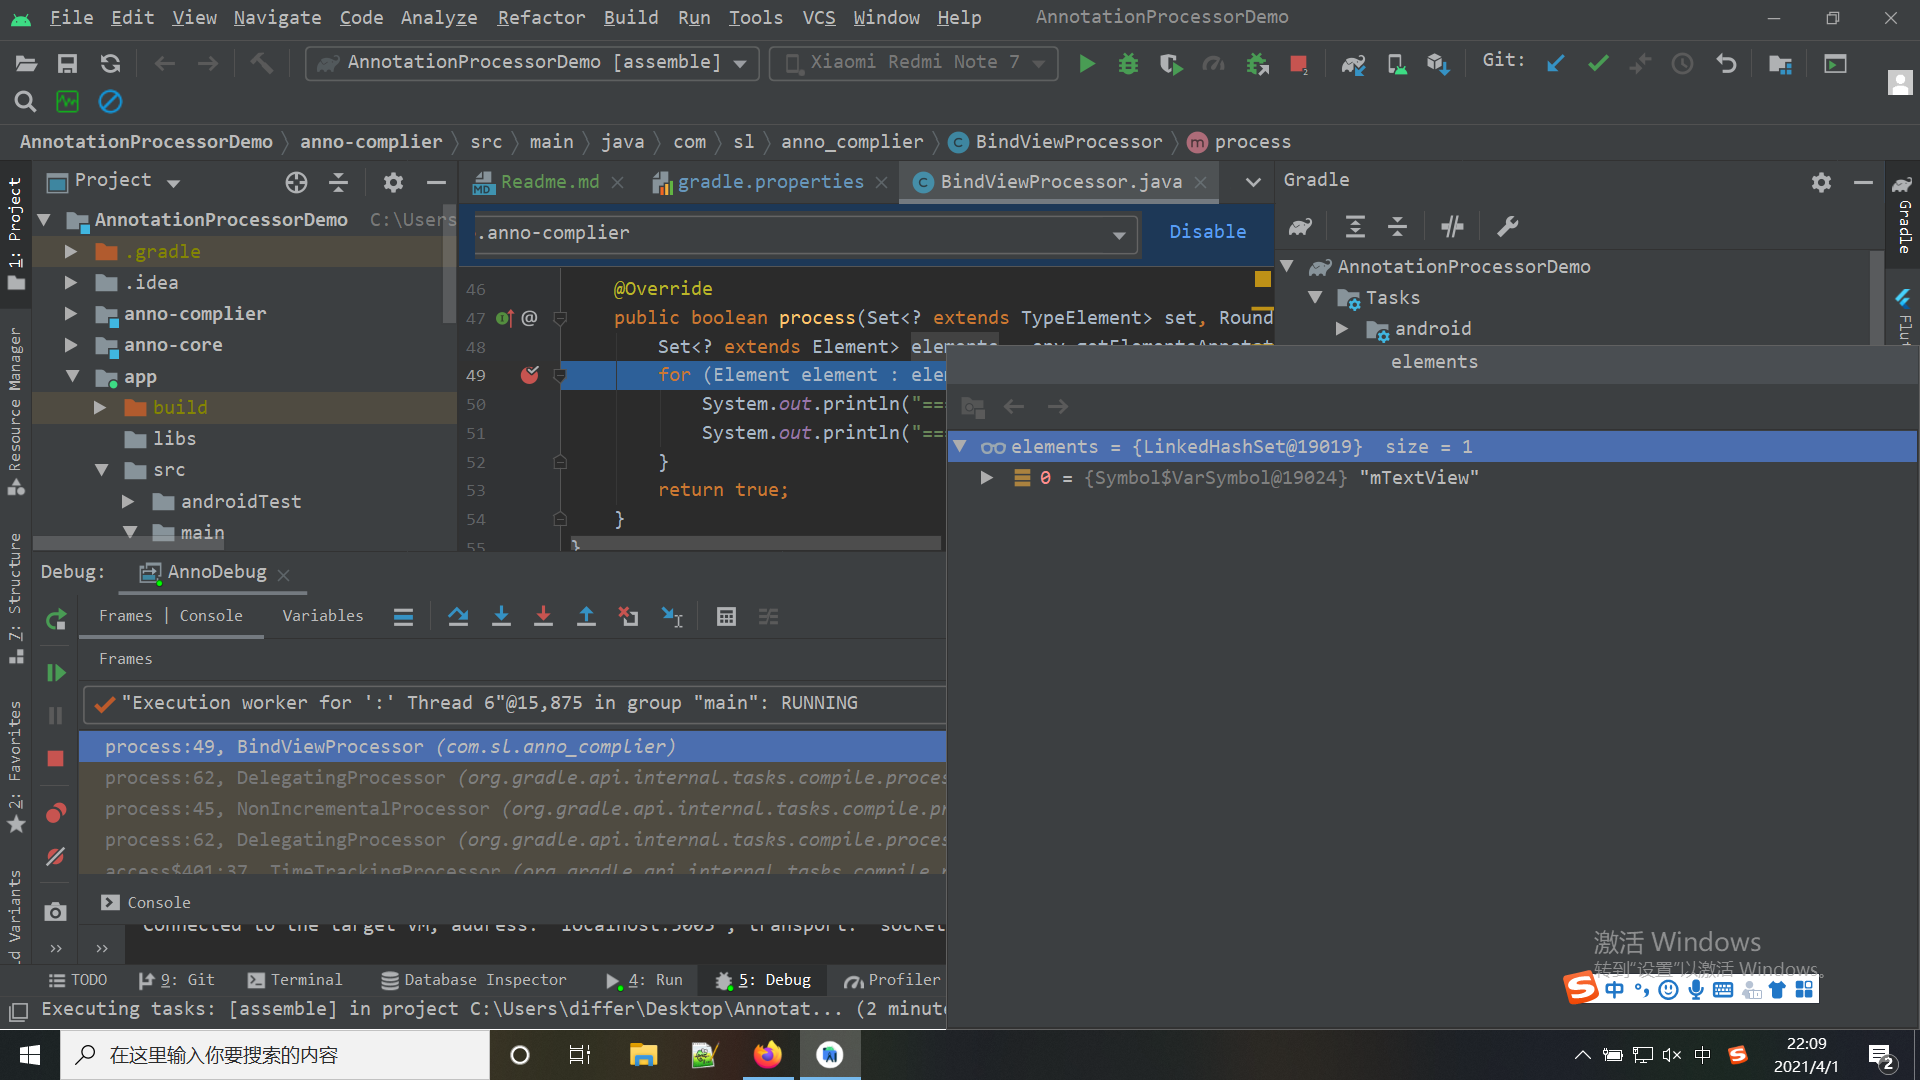 File Edit View Navigate Code Analyze Refactor Build Run Tools VCS Window Help AnnotationProcessorDemo
AnnotationProcessorDemo [assemble] Xiaomi Redmi Note 7 2 Git:
AnnotationProcessorDemo anno-complier src main java com sl anno_complier C BindViewProcessor m process
1: Project
Resource Manager
7: Structure
2: Favorites
Project
AnnotationProcessorDemo C:\Users
.gradle
.idea
anno-complier
anno-core
app
build
libs
src
androidTest
main
MD Readme.md gradle.properties C BindViewProcessor.java
.anno-complier Disable
46 @Override
47 @ public boolean process(Set<? extends TypeElement> set, Round
48 Set<? extends Element> elements
49 for (Element element : elem
50 System.out.println("==
51 System.out.println("==
52 }
53 return true;
54 }
55 }
Gradle
AnnotationProcessorDemo
Tasks
android
Gradle
elements
elements = {LinkedHashSet@19019} size = 1
0 = {Symbol$VarSymbol@19024} "mTextView"
Debug: AnnoDebug
Frames Console Variables
Frames
"Execution worker for ':' Thread 6"@15,875 in group "main": RUNNING
process:49, BindViewProcessor (com.sl.anno_complier)
process:62, DelegatingProcessor (org.gradle.api.internal.tasks.compile.proces
process:45, NonIncrementalProcessor (org.gradle.api.internal.tasks.compile.pr
process:62, DelegatingProcessor (org.gradle.api.internal.tasks.compile.proces
access$401:37, TimeTrackingProcessor (org.gradle.api.internal.tasks.compile.p
Console
Connected to the target VM, address: 'localhost:5005', transport: 'socket
TODO 9: Git Terminal Database Inspector 4: Run 5: Debug Profiler
Executing tasks: [assemble] in project C:\Users\differ\Desktop\Annotat... (2 minute
激活 Windows
转到“设置”以激活 Windows。
S 中
在这里输入你要搜索的内容
中 S 22:09
2021/4/1 2